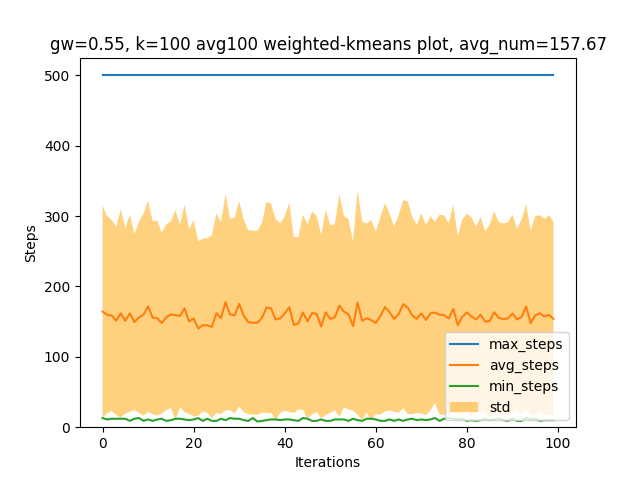 gw=0.55, k=100 avg100 weighted-kmeans plot, avg_num=157.67
500
400
300
200
100
0
Steps
max_steps
avg_steps
min_steps
std
0 20 40 60 80 100
Iterations